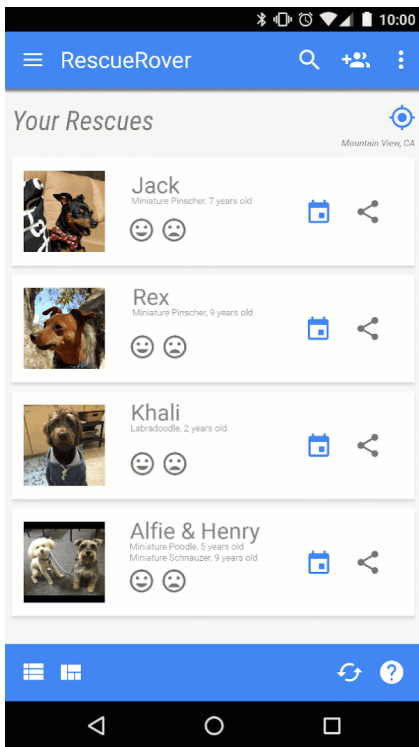 10:00
RescueRover
Your Rescues
Mountain View, CA
Jack
Miniature Pinscher, 7 years old
Rex
Miniature Pinscher, 9 years old
Khali
Labradoodle, 2 years old
Alfie & Henry
Miniature Poodle, 5 years old
Miniature Schnauzer, 9 years old